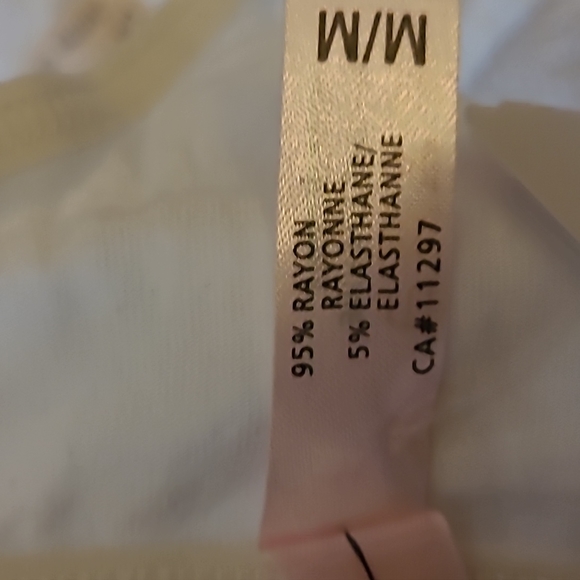 M/M
95% RAYON
RAYONNE
5% ELASTHANE/
ELASTHANNE
CA#11297